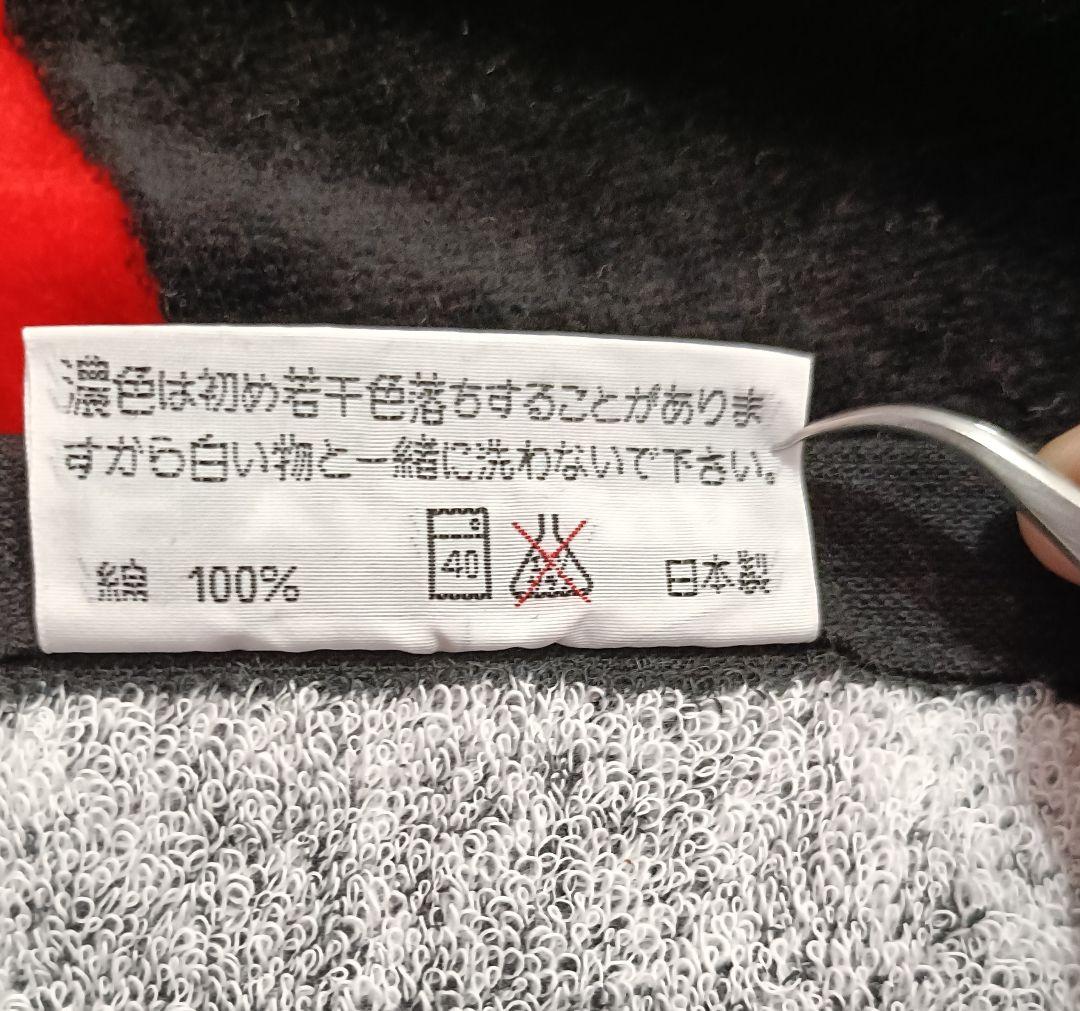 濃色は初め若干色落ちすることがありま
すから白い物と一緒に洗わないで下さい。
綿 100% 40 日本製